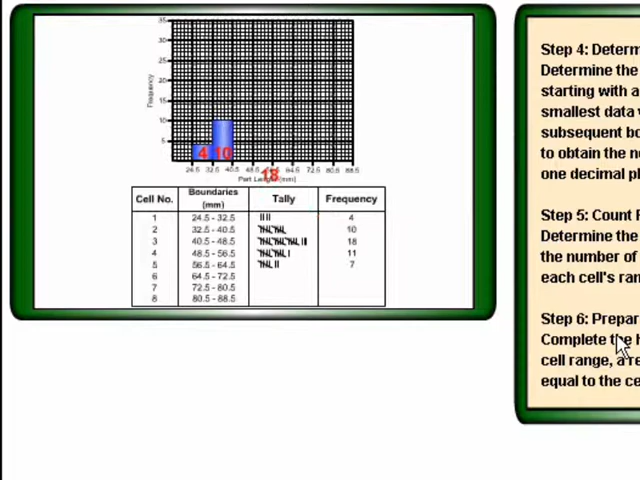 35
30
25
20
15
10
5
Frequency
4 10
24.5 32.5 40.5 48.5 56.5 64.5 72.5 80.5 88.5
Part Length (mm)
18
Cell No. Boundaries (mm) Tally Frequency
1 24.5 - 32.5 4
2 32.5 - 40.5 10
3 40.5 - 48.5 18
4 48.5 - 56.5 11
5 56.5 - 64.5 7
6 64.5 - 72.5
7 72.5 - 80.5
8 80.5 - 88.5
Step 4: Determ
Determine the
starting with a
smallest data
subsequent bo
to obtain the
one decimal
Step 5: Count
Determine the
the number of
each cell's ran
Step 6: Prepar
Complete the
cell range, a re
equal to the ce